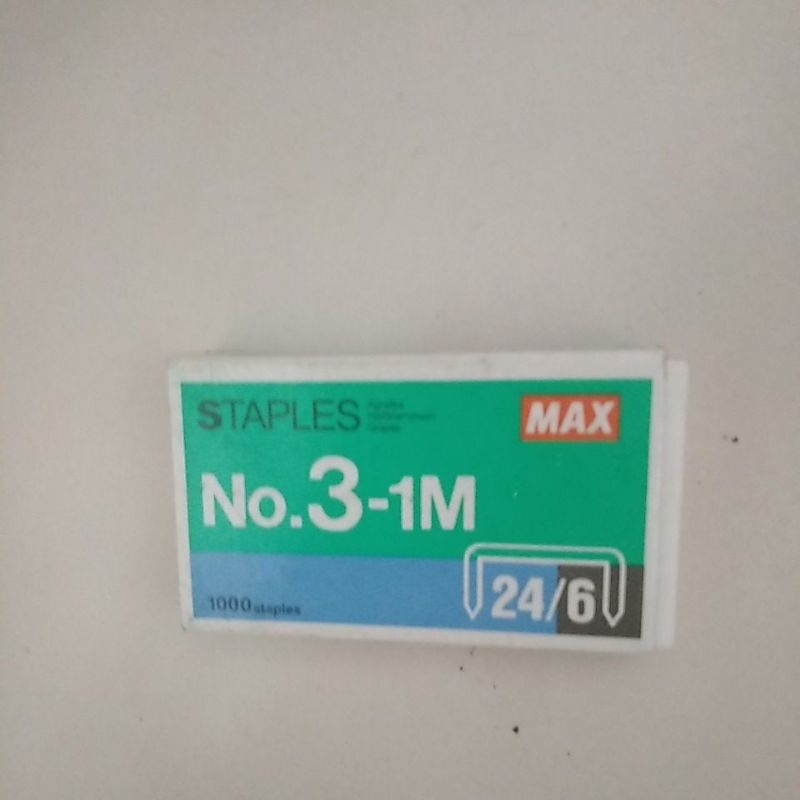 STAPLES
MAX
No.3-1M
1000 staples
24/6